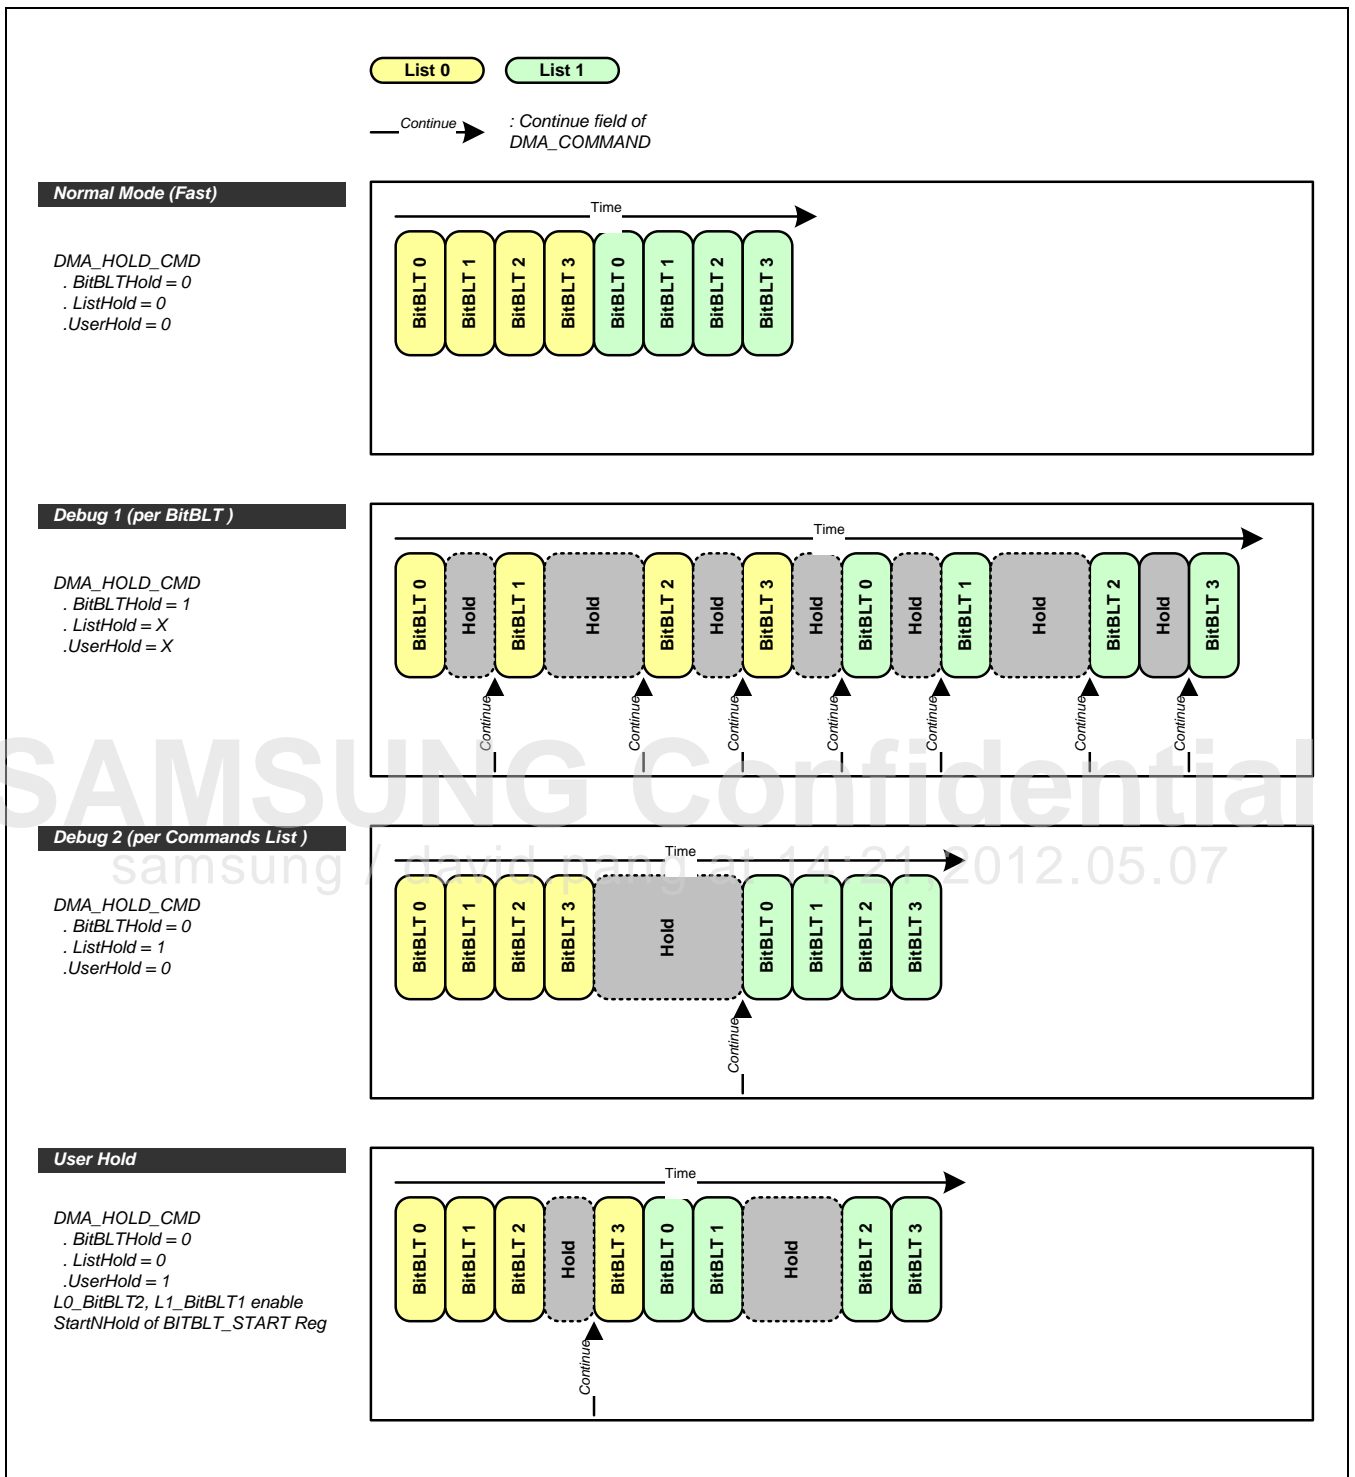 List 0
List 1
Continue
: Continue field of
DMA_COMMAND
Normal Mode (Fast)
DMA_HOLD_CMD
. BitBLTHold = 0
. ListHold = 0
.UserHold = 0
Time
BitBLT 0
BitBLT 1
BitBLT 2
BitBLT 3
BitBLT 0
BitBLT 1
BitBLT 2
BitBLT 3
Debug 1 (per BitBLT )
DMA_HOLD_CMD
. BitBLTHold = 1
. ListHold = X
.UserHold = X
Time
BitBLT 0
Hold
BitBLT 1
Hold
BitBLT 2
Hold
BitBLT 3
Hold
BitBLT 0
Hold
BitBLT 1
Hold
BitBLT 2
Hold
BitBLT 3
Continue
Continue
Continue
Continue
Continue
Continue
Continue
SAMSUNG Confidential
Debug 2 (per Commands List )
samsung / david.pang at 14:21,2012.05.07
DMA_HOLD_CMD
. BitBLTHold = 0
. ListHold = 1
.UserHold = 0
Time
BitBLT 0
BitBLT 1
BitBLT 2
BitBLT 3
Hold
BitBLT 0
BitBLT 1
BitBLT 2
BitBLT 3
Continue
User Hold
DMA_HOLD_CMD
. BitBLTHold = 0
. ListHold = 0
.UserHold = 1
L0_BitBLT2, L1_BitBLT1 enable
StartNHold of BITBLT_START Reg
Time
BitBLT 0
BitBLT 1
BitBLT 2
Hold
BitBLT 3
BitBLT 0
BitBLT 1
Hold
BitBLT 2
BitBLT 3
Continue